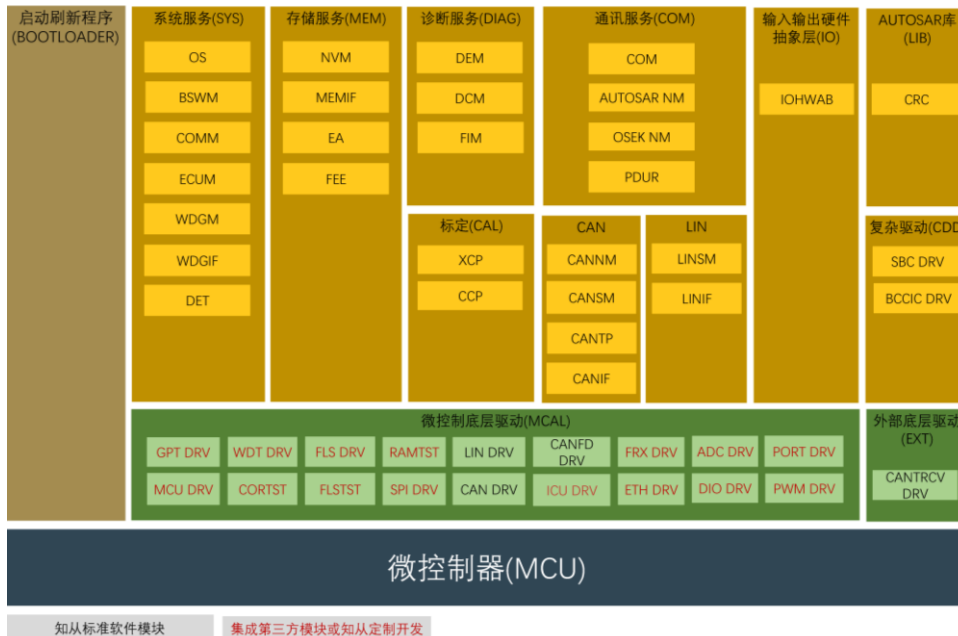 启动刷新程序
(BOOTLOADER)
系统服务(SYS)
OS
BSWM
COMM
ECUM
WDGM
WDGIF
DET
存储服务(MEM)
NVM
MEMIF
EA
FEE
诊断服务(DIAG)
DEM
DCM
FIM
标定(CAL)
XCP
CCP
通讯服务(COM)
COM
AUTOSAR NM
OSEK NM
PDUR
CAN
CANNM
CANSM
CANTP
CANIF
LIN
LINSM
LINIF
输入输出硬件
抽象层(IO)
IOHWAB
AUTOSAR库
(LIB)
CRC
复杂驱动(CDD
SBC DRV
BCCIC DRV
微控制底层驱动(MCAL)
GPT DRV
WDT DRV
FLS DRV
RAMTST
LIN DRV
CANFD
DRV
FRX DRV
ADC DRV
PORT DRV
MCU DRV
CORTST
FLSTST
SPI DRV
CAN DRV
ICU DRV
ETH DRV
DIO DRV
PWM DRV
外部底层驱动
(EXT)
CANTRCV
DRV
微控制器(MCU)
知从标准软件模块
集成第三方模块或知从定制开发